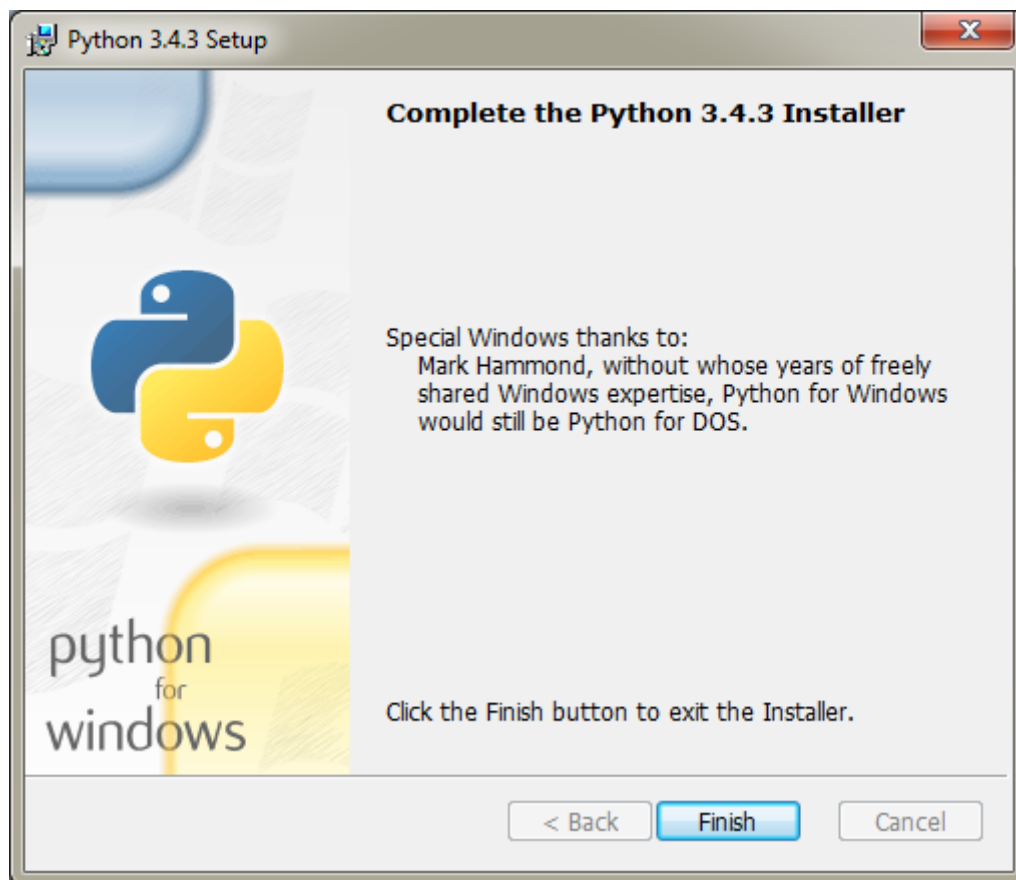 Python 3.4.3 Setup
Complete the Python 3.4.3 Installer
Special Windows thanks to:
Mark Hammond, without whose years of freely
shared Windows expertise, Python for Windows
would still be Python for DOS.
python
for
windows
Click the Finish button to exit the Installer.
< Back
Finish
Cancel